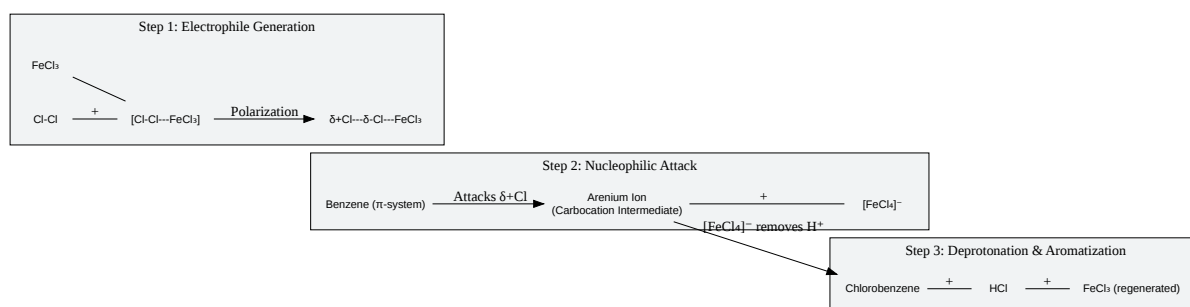 Step 1: Electrophile Generation
FeCl₃
Cl-Cl
+
[Cl-Cl---FeCl₃]
Polarization
δ+Cl---δ-Cl---FeCl₃
Step 2: Nucleophilic Attack
Benzene (π-system)
Attacks δ+Cl
Arenium Ion
(Carbocation Intermediate)
+
[FeCl₄]⁻
[FeCl₄]⁻ removes H⁺
Step 3: Deprotonation & Aromatization
Chlorobenzene
+
HCl
+
FeCl₃ (regenerated)